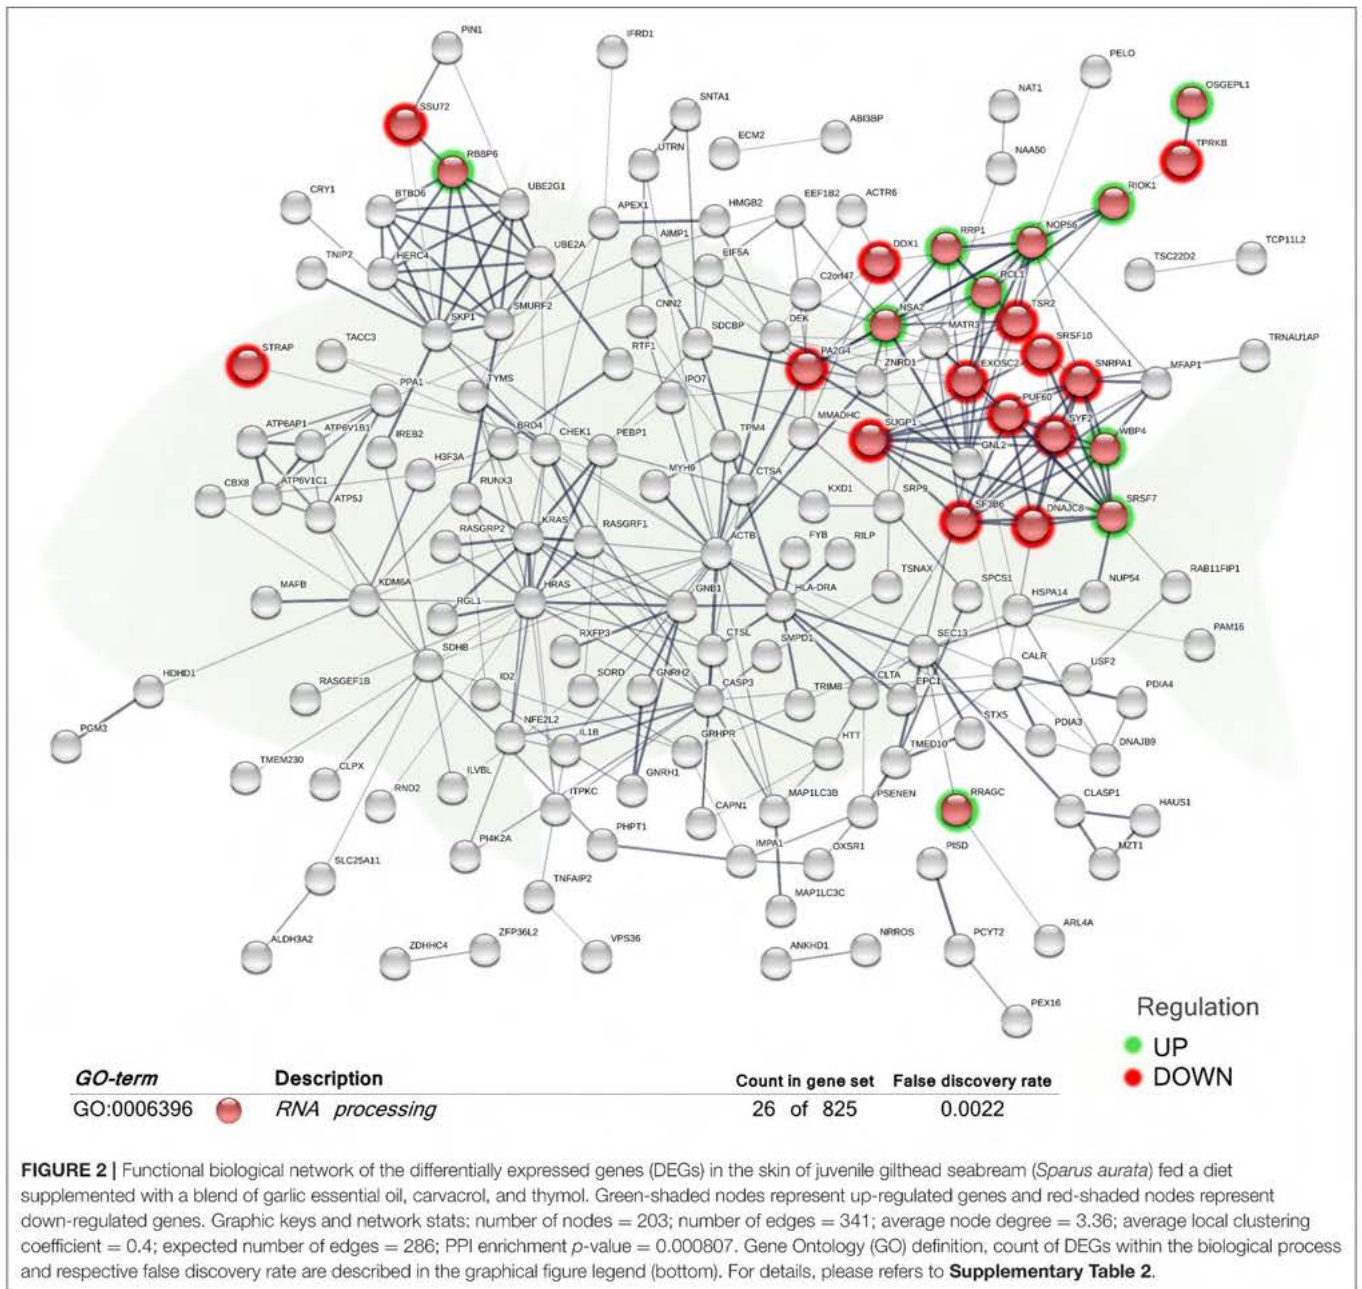 PIN1
IFRD1
PELO
SSU72
SNTA1
NAT1
OSGEPL1
ABI3BP
ECM2
UTRN
TPRKB
RBBP6
NAA50
CRY1
BTBD6
UBE2G1
APEX1
HMGB2
EEF1B2
ACTR6
RIOK1
AIMP1
DDX1
RRP1
NOP56
TNIP2
HERC4
UBE2A
EIF5A
C2orf47
RCL1
TSC22D2
TCP11L2
SKP1
SMURF2
CNN2
SDCBP
DEK
NSA2
MATR3
TSR2
STRAP
TACC3
RTF1
IPO7
PA2G4
ZNRD1
EXOSC2
SRSF10
SNRPA1
MFAP1
TRNAU1AP
PPA1
TYMS
PUF60
ATP6AP1
ATP6V1B1
IREB2
BRD4
CHEK1
PEBP1
TPM4
MMADHC
SUGP1
GNL2
SYF2
WBP4
CBX8
ATP6V1C1
H3F3A
RUNX3
MYH9
CTSA
KXD1
SRP9
ATP5J
SF3B6
DNAJC8
SRSF7
RASGRP2
KRAS
RASGRF1
ACTB
FYB
RILP
MAFB
KDM6A
RGL1
HRAS
GNB1
HLA-DRA
TSNAX
SPCS1
HSPA14
NUP54
RAB11FIP1
SDHB
RXFP3
CTSL
SMPD1
SEC13
PAM16
HDHD1
RASGEF1B
ID2
SORD
GNRH2
CASP3
TRIM8
CLTA
EPC1
CALR
USF2
PDIA4
PGM3
NFE2L2
IL1B
GRHPR
HTT
TMED10
STX5
PDIA3
DNAJB9
TMEM230
CLPX
RND2
ILVBL
ITPKC
GNRH1
CAPN1
MAP1LC3B
PSENEN
RRAGC
CLASP1
HAUS1
SLC25A11
PI4K2A
PHPT1
IMPA1
OXSR1
PISD
MZT1
TNFAIP2
MAP1LC3C
ALDH3A2
ZDHHC4
ZFP36L2
VPS36
ANKHD1
NRROS
PCYT2
ARL4A
PEX16
Regulation
UP
DOWN
GO-term Description Count in gene set False discovery rate
GO:0006396 RNA processing 26 of 825 0.0022
FIGURE 2 | Functional biological network of the differentially expressed genes (DEGs) in the skin of juvenile gilthead seabream (Sparus aurata) fed a diet
supplemented with a blend of garlic essential oil, carvacrol, and thymol. Green-shaded nodes represent up-regulated genes and red-shaded nodes represent
down-regulated genes. Graphic keys and network stats: number of nodes = 203; number of edges = 341; average node degree = 3.36; average local clustering
coefficient = 0.4; expected number of edges = 286; PPI enrichment p-value = 0.000807. Gene Ontology (GO) definition, count of DEGs within the biological process
and respective false discovery rate are described in the graphical figure legend (bottom). For details, please refers to Supplementary Table 2.